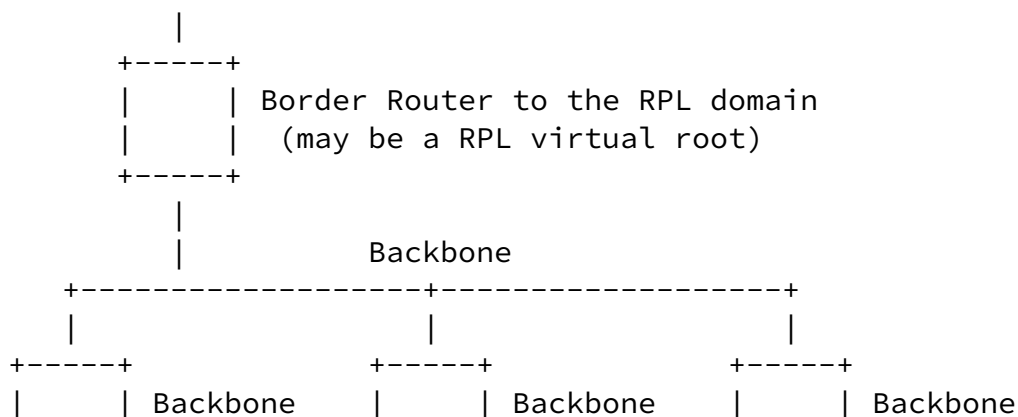 Border Router to the RPL domain
(may be a RPL virtual root)
Backbone
Backbone Backbone Backbone